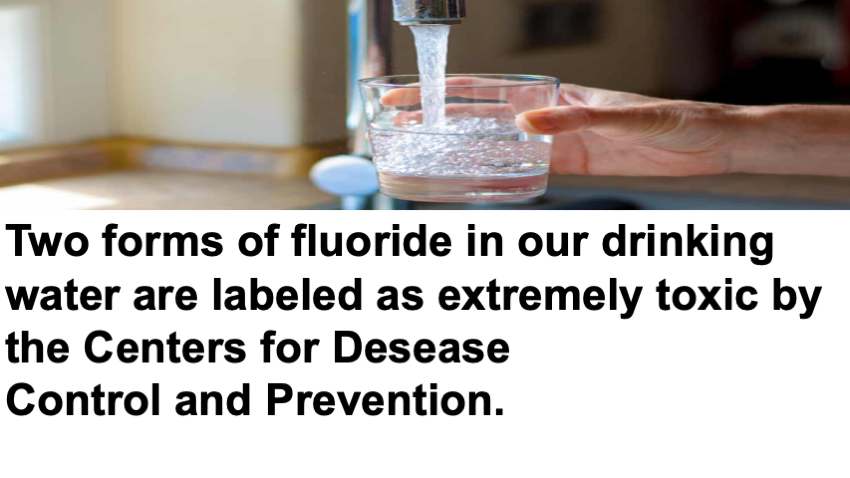 Two forms of fluoride in our drinking
water are labeled as extremely toxic by
the Centers for Desease
Control and Prevention.